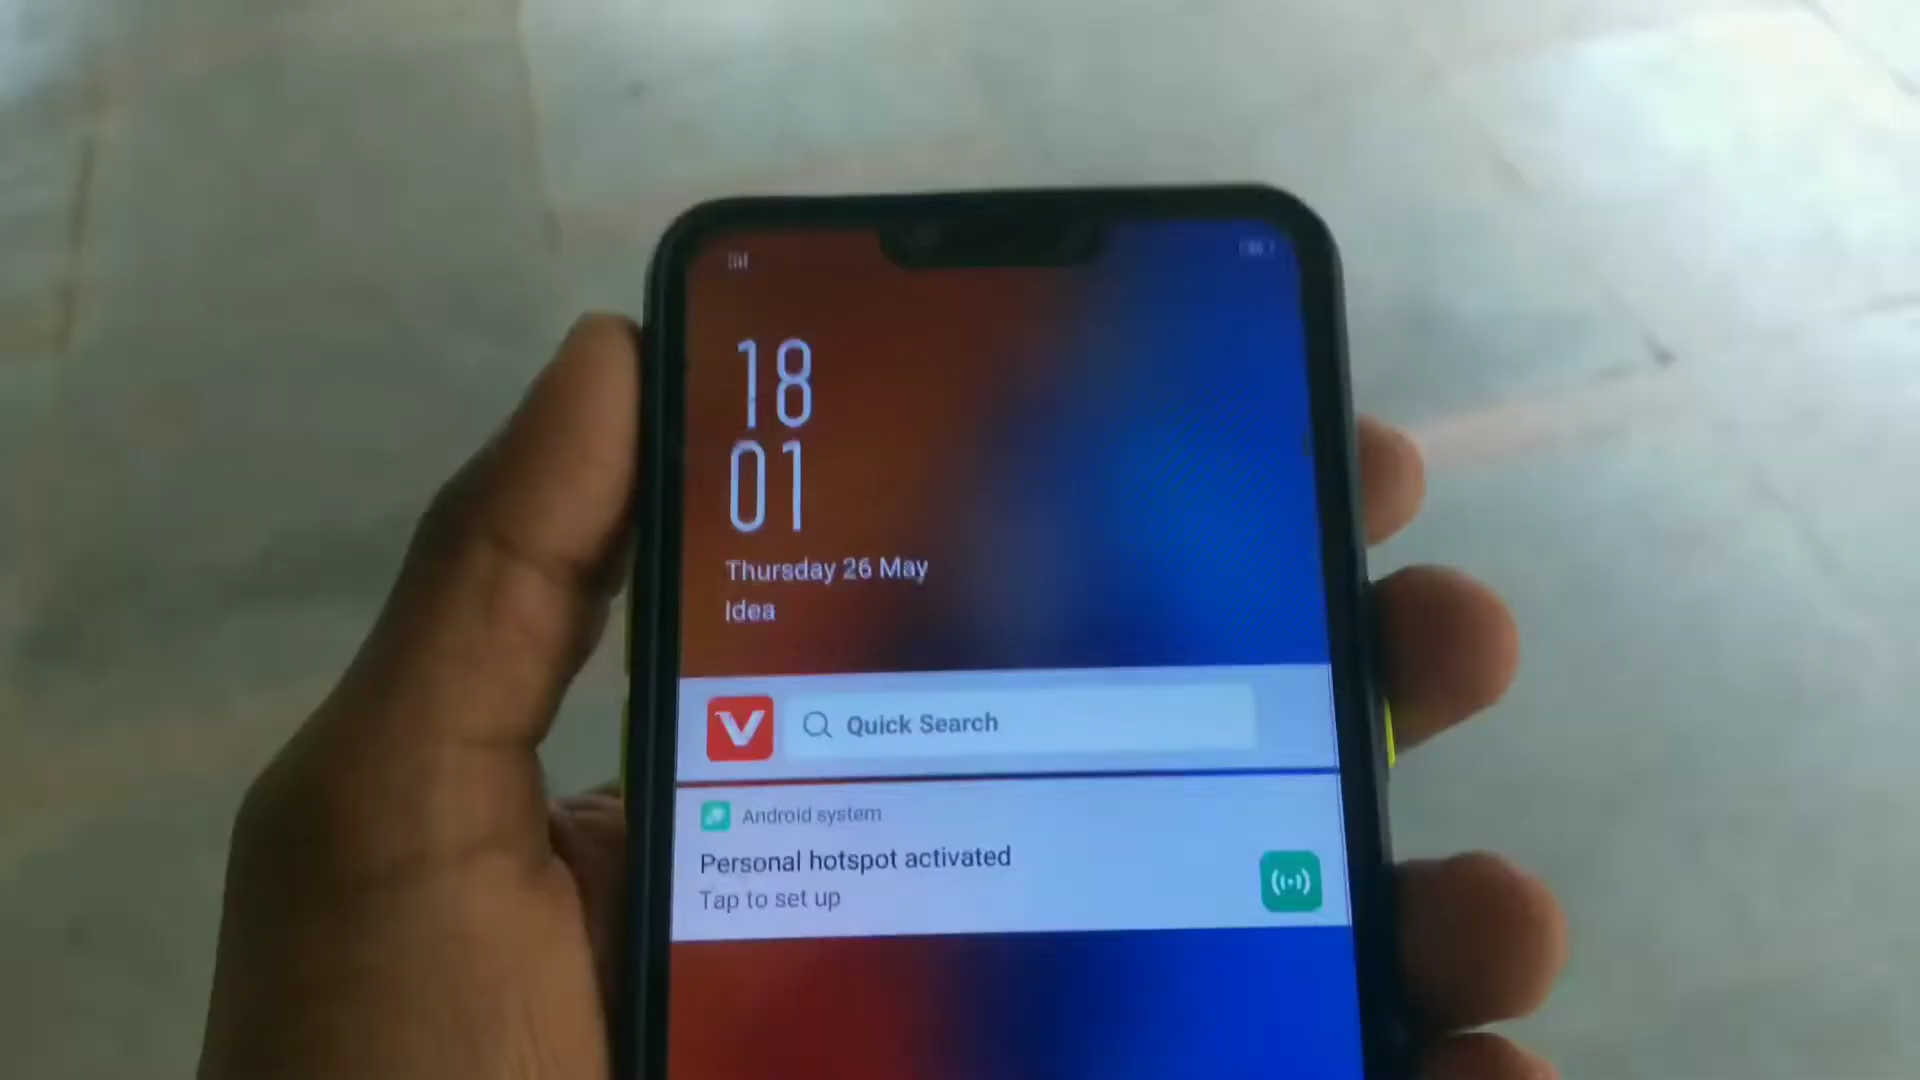 18
01
Thursday 26 May
Idea
V Quick Search
Android system
Personal hotspot activated
Tap to set up